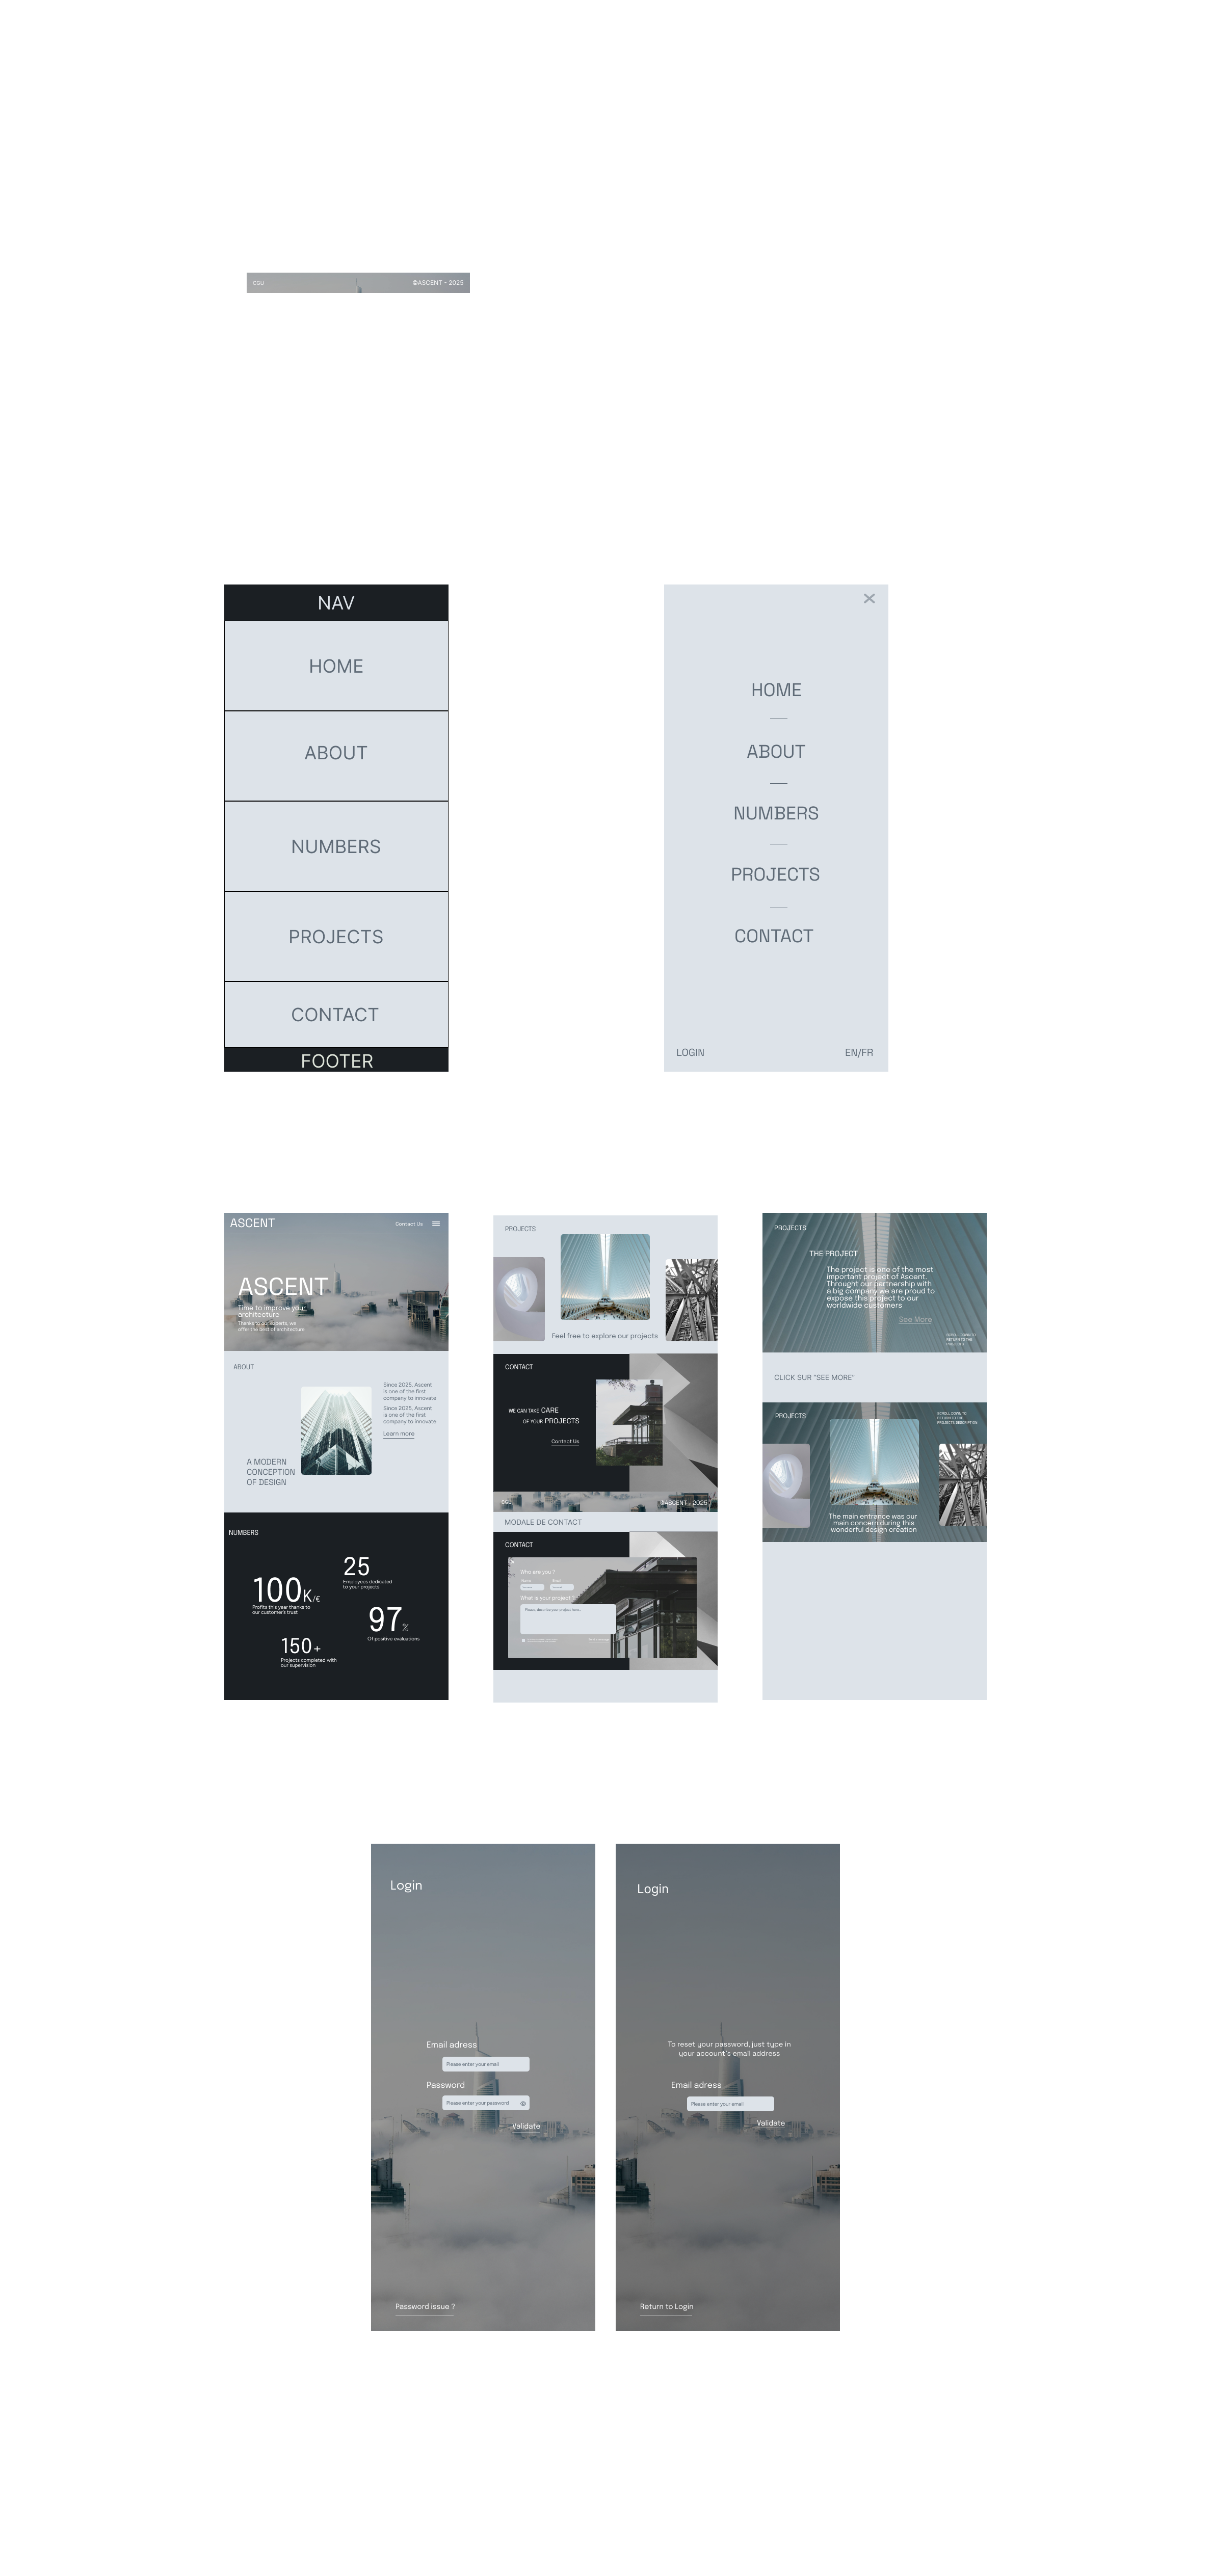 CGU
©ASCENT - 2025
NAV
HOME
ABOUT
NUMBERS
PROJECTS
CONTACT
FOOTER
HOME
ABOUT
NUMBERS
PROJECTS
CONTACT
LOGIN
EN/FR
ASCENT
Contact Us
ASCENT
Time to improve your
architecture
Thanks to our experts, we
offer the best of architecture
ABOUT
Since 2025, Ascent
is one of the first
company to innovate
Since 2025, Ascent
is one of the first
company to innovate
Learn more
A MODERN
CONCEPTION
OF DESIGN
NUMBERS
25
Employees dedicated
to your projects
100K/€
Profits this year thanks to
our customer's trust
97%
Of positive evaluations
150+
Projects completed with
our supervision
PROJECTS
Feel free to explore our projects
CONTACT
WE CAN TAKE CARE
OF YOUR PROJECTS
Contact Us
CGU
©ASCENT - 2025
MODALE DE CONTACT
CONTACT
Who are you ?
What is your project ?
Please describe your project here...
PROJECTS
THE PROJECT
The project is one of the most
important project of Ascent.
Throught our partnership with
a big company we are proud to
expose this project to our
worldwide customers
See More
SCROLL DOWN TO
RETURN TO THE
PROJECTS
CLICK SUR "SEE MORE"
PROJECTS
SCROLL DOWN TO
RETURN TO THE
PROJECTS DESCRIPTION
The main entrance was our
main concern during this
wonderful design creation
Login
Email adress
Please enter your email
Password
Please enter your password
Validate
Password issue ?
Login
To reset your password, just type in
your account's email address
Email adress
Please enter your email
Validate
Return to Login